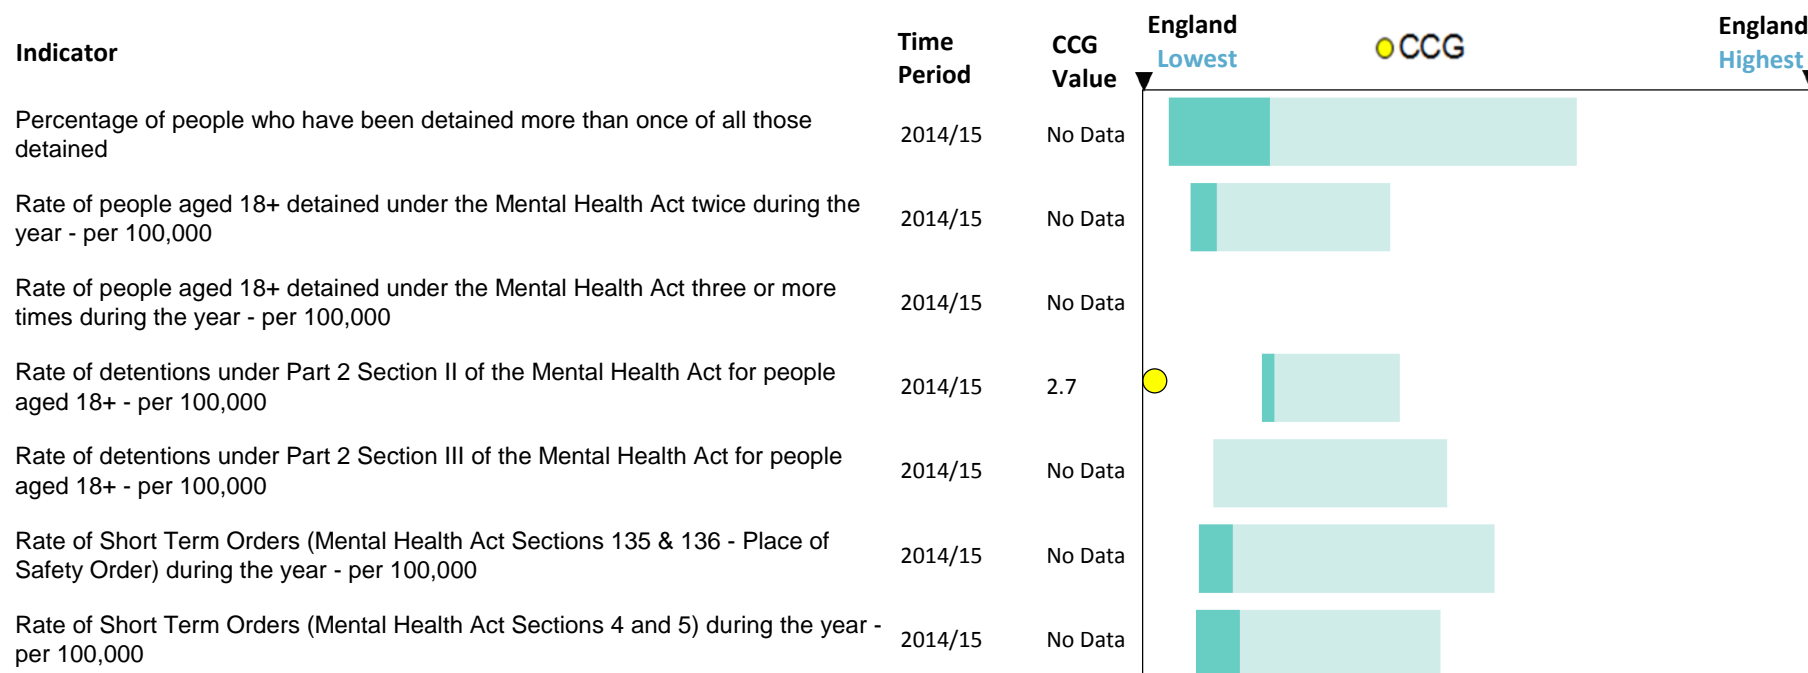 Indicator
Time
Period
CCG
Value
England
Lowest
CCG
England
Highest
Percentage of people who have been detained more than once of all those
detained
2014/15
No Data
Rate of people aged 18+ detained under the Mental Health Act twice during the
year - per 100,000
2014/15
No Data
Rate of people aged 18+ detained under the Mental Health Act three or more
times during the year - per 100,000
2014/15
No Data
Rate of detentions under Part 2 Section II of the Mental Health Act for people
aged 18+ - per 100,000
2014/15
2.7
Rate of detentions under Part 2 Section III of the Mental Health Act for people
aged 18+ - per 100,000
2014/15
No Data
Rate of Short Term Orders (Mental Health Act Sections 135 & 136 - Place of
Safety Order) during the year - per 100,000
2014/15
No Data
Rate of Short Term Orders (Mental Health Act Sections 4 and 5) during the year -
per 100,000
2014/15
No Data